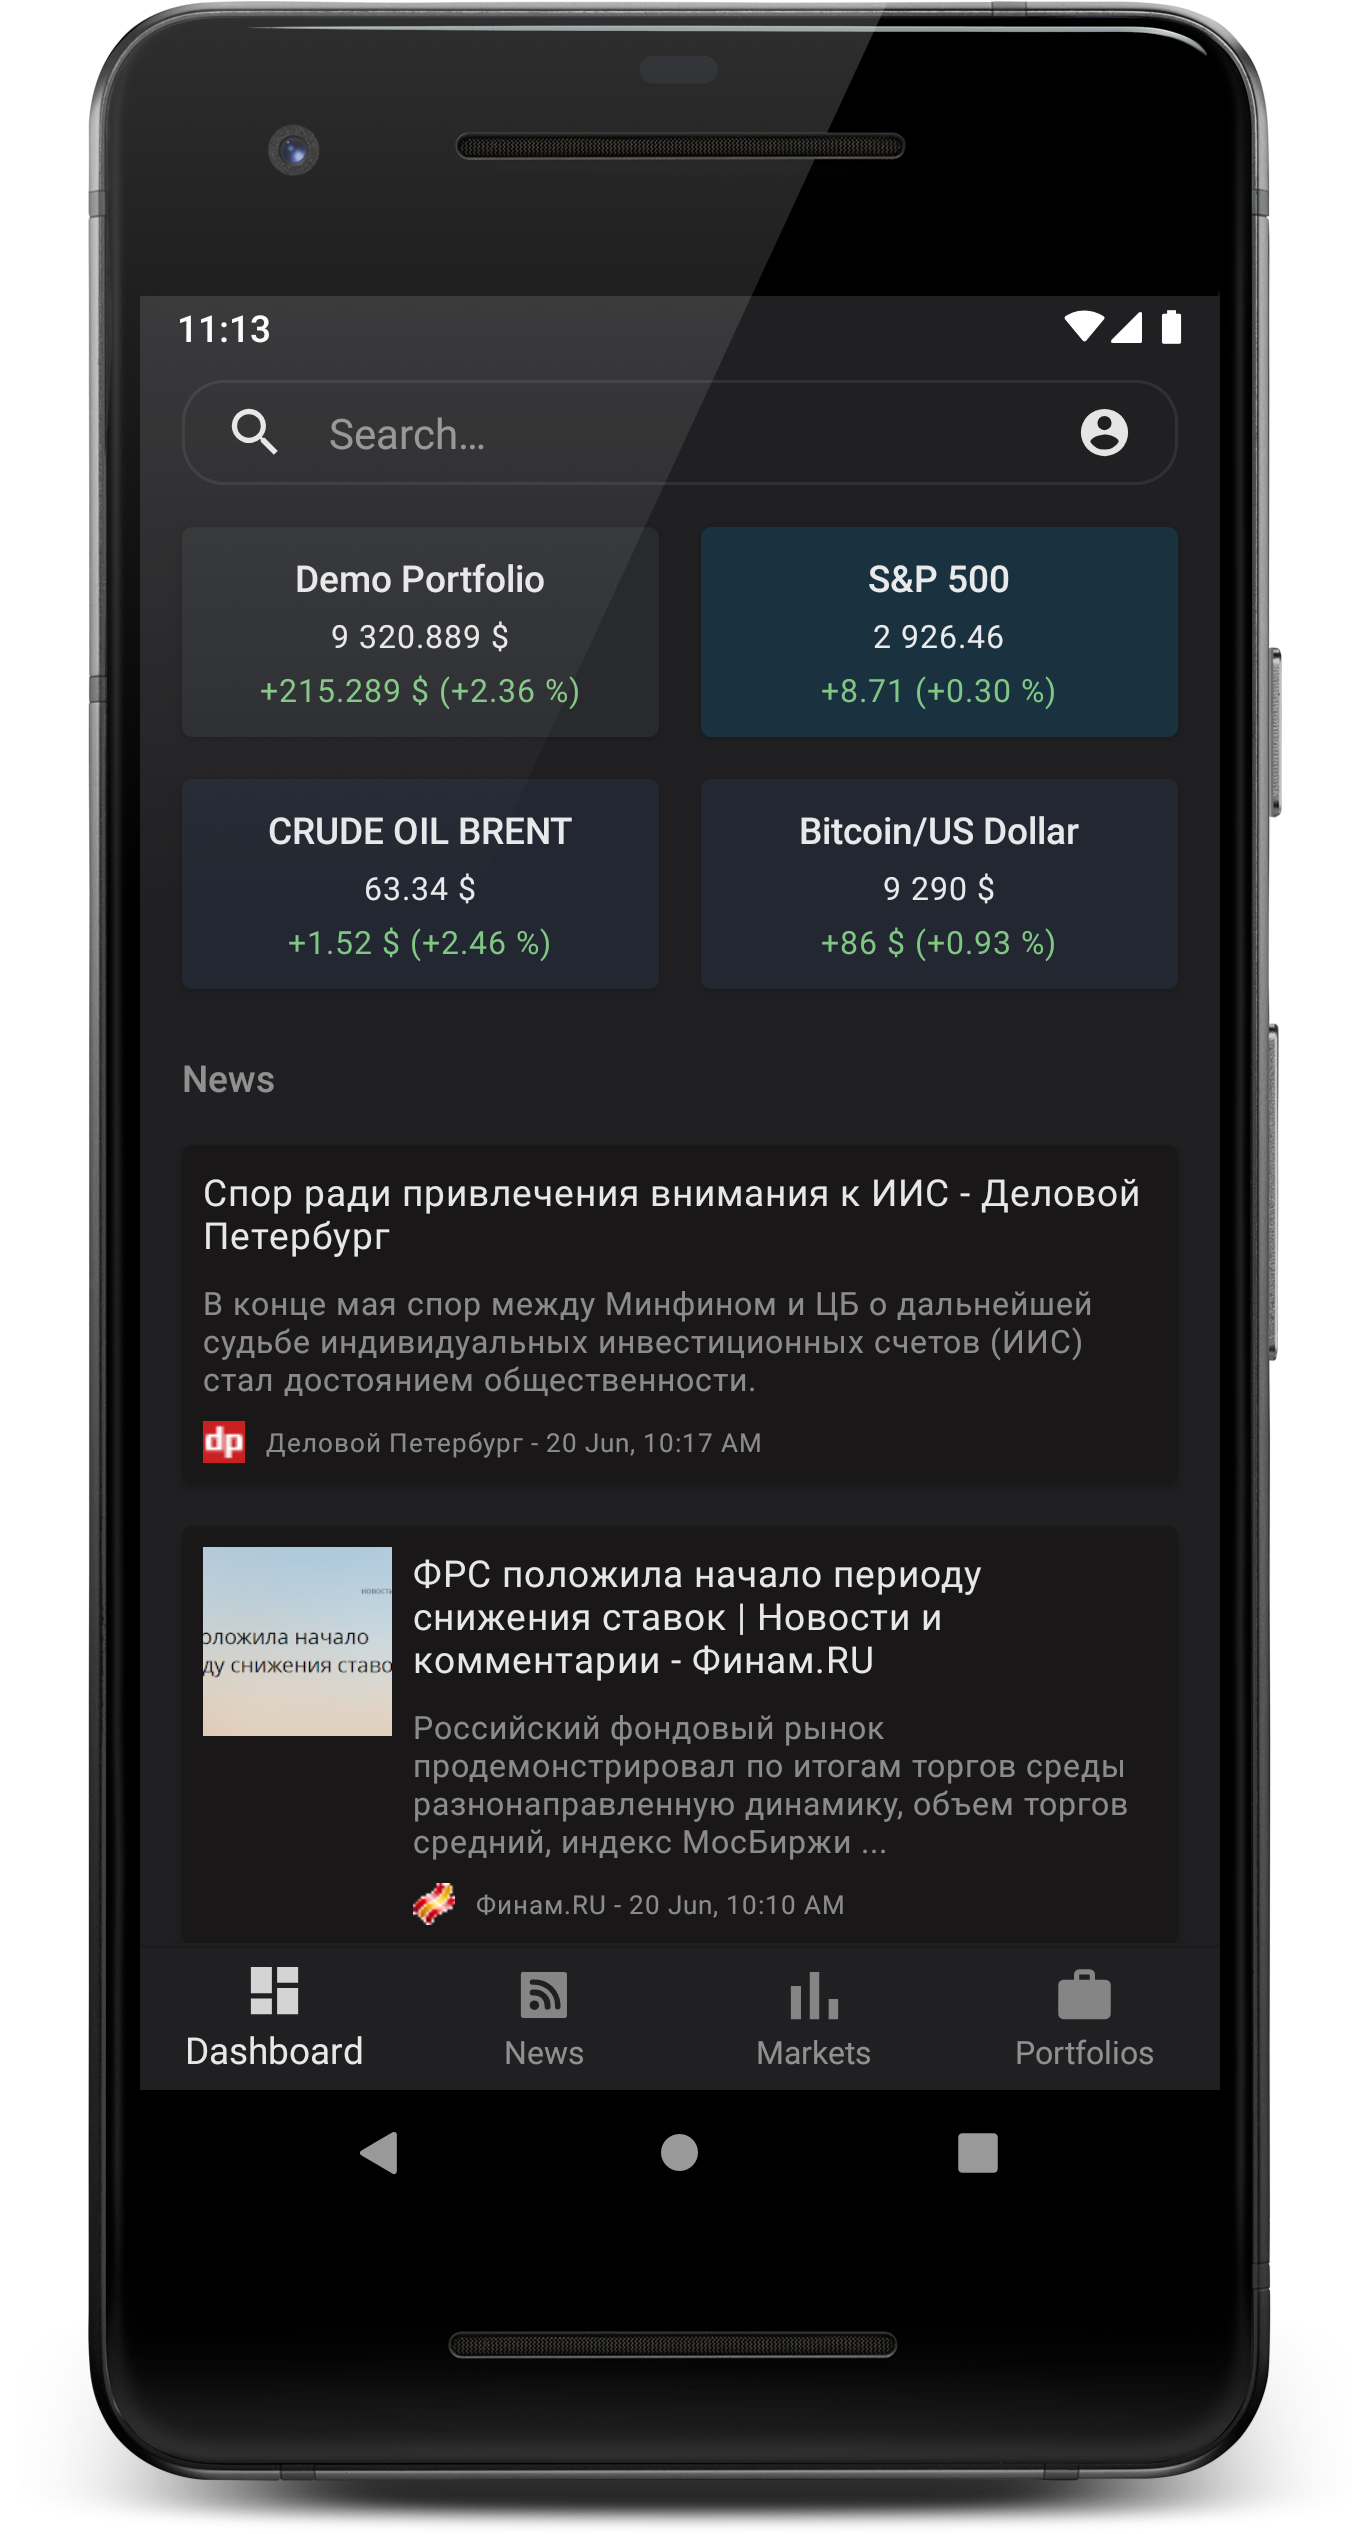 11:13
Search...
Demo Portfolio
9 320.889 $
+215.289 $ (+2.36 %)
S&P 500
2 926.46
+8.71 (+0.30 %)
CRUDE OIL BRENT
63.34 $
+1.52 $ (+2.46 %)
Bitcoin/US Dollar
9 290 $
+86 $ (+0.93 %)
News
Спор ради привлечения внимания к ИИС - Деловой
Петербург
В конце мая спор между Минфином и ЦБ о дальнейшей
судьбе индивидуальных инвестиционных счетов (ИИС)
стал достоянием общественности.
dp
Деловой Петербург - 20 Jun, 10:17 AM
новости
оложила начало
ду снижения ставо
ФРС положила начало периоду
снижения ставок | Новости и
комментарии - Финам.RU
Российский фондовый рынок
продемонстрировал по итогам торгов среды
разнонаправленную динамику, объем торгов
средний, индекс МосБиржи ...
Финам.RU - 20 Jun, 10:10 AM
Dashboard
News
Markets
Portfolios